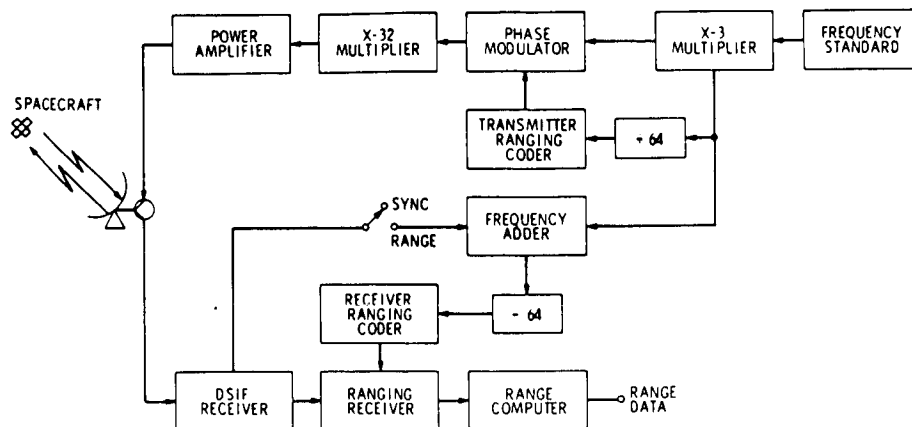 POWER
AMPLIFIER
X-32
MULTIPLIER
PHASE
MODULATOR
X-3
MULTIPLIER
FREQUENCY
STANDARD
SPACECRAFT
TRANSMITTER
RANGING
CODER
÷ 64
SYNC
RANGE
FREQUENCY
ADDER
RECEIVER
RANGING
CODER
÷ 64
DSIF
RECEIVER
RANGING
RECEIVER
RANGE
COMPUTER
RANGE
DATA